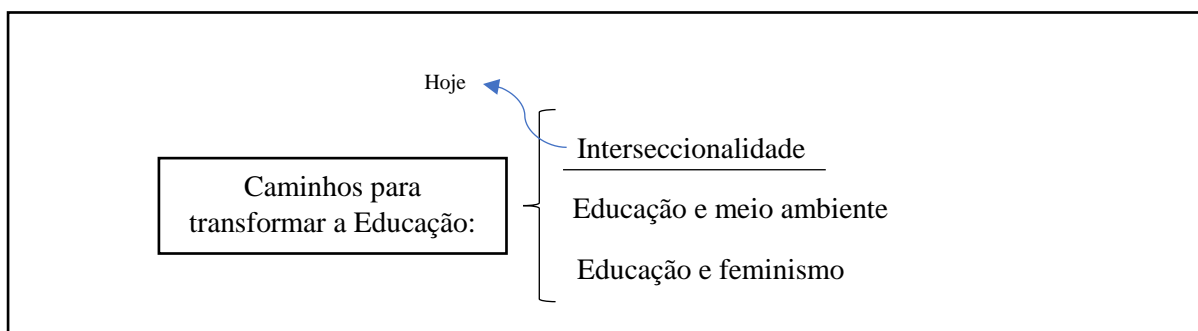 Hoje
Interseccionalidade
Caminhos para
transformar a Educação:
Educação e meio ambiente
Educação e feminismo